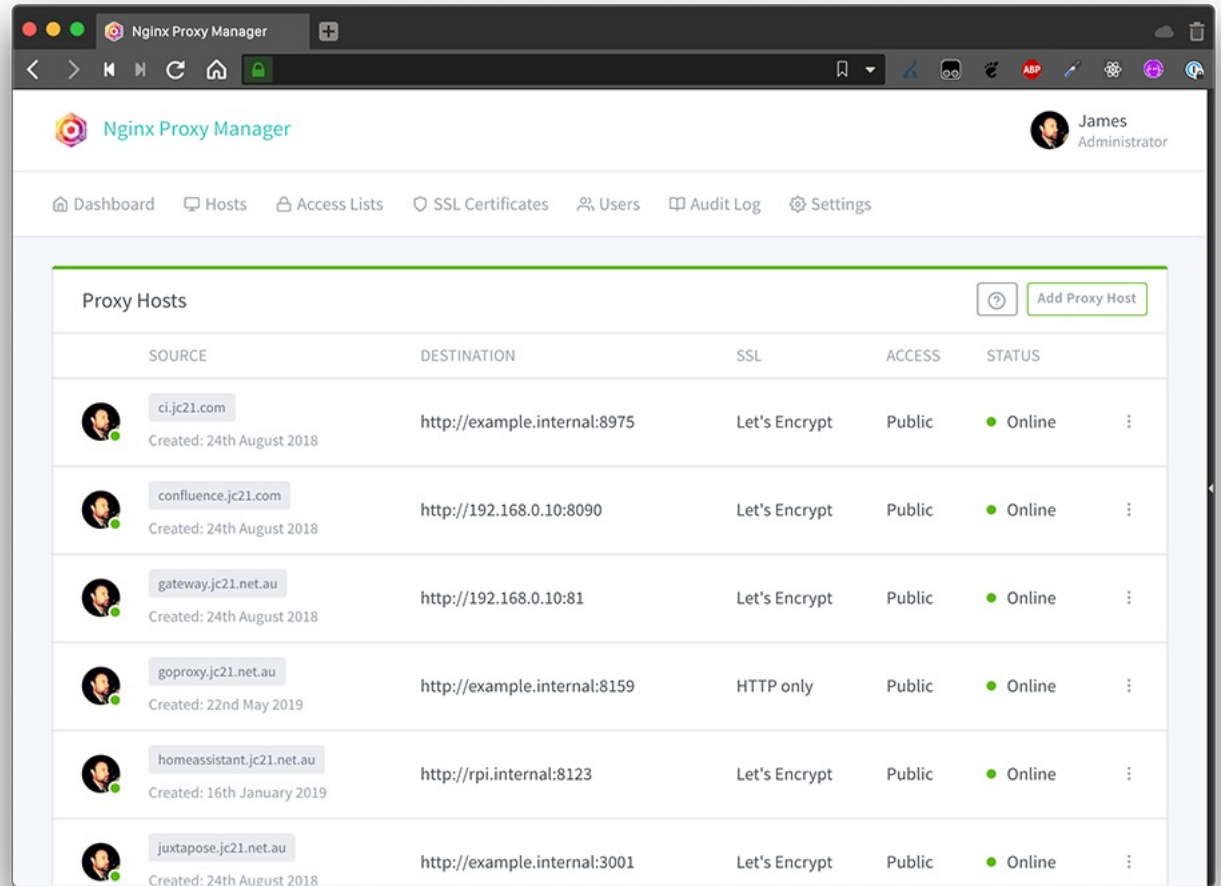 Nginx Proxy Manager
ABP
Nginx Proxy Manager
James
Administrator
Dashboard Hosts Access Lists SSL Certificates Users Audit Log Settings
Proxy Hosts Add Proxy Host
SOURCE DESTINATION SSL ACCESS STATUS
ci.jc21.com
http://example.internal:8975 Let's Encrypt Public Online
Created: 24th August 2018
confluence.jc21.com
http://192.168.0.10:8090 Let's Encrypt Public Online
Created: 24th August 2018
gateway.jc21.net.au
http://192.168.0.10:81 Let's Encrypt Public Online
Created: 24th August 2018
goproxy.jc21.net.au
http://example.internal:8159 HTTP only Public Online
Created: 22nd May 2019
homeassistant.jc21.net.au
http://rpi.internal:8123 Let's Encrypt Public Online
Created: 16th January 2019
juxtapose.jc21.net.au
http://example.internal:3001 Let's Encrypt Public Online
Created: 24th August 2018